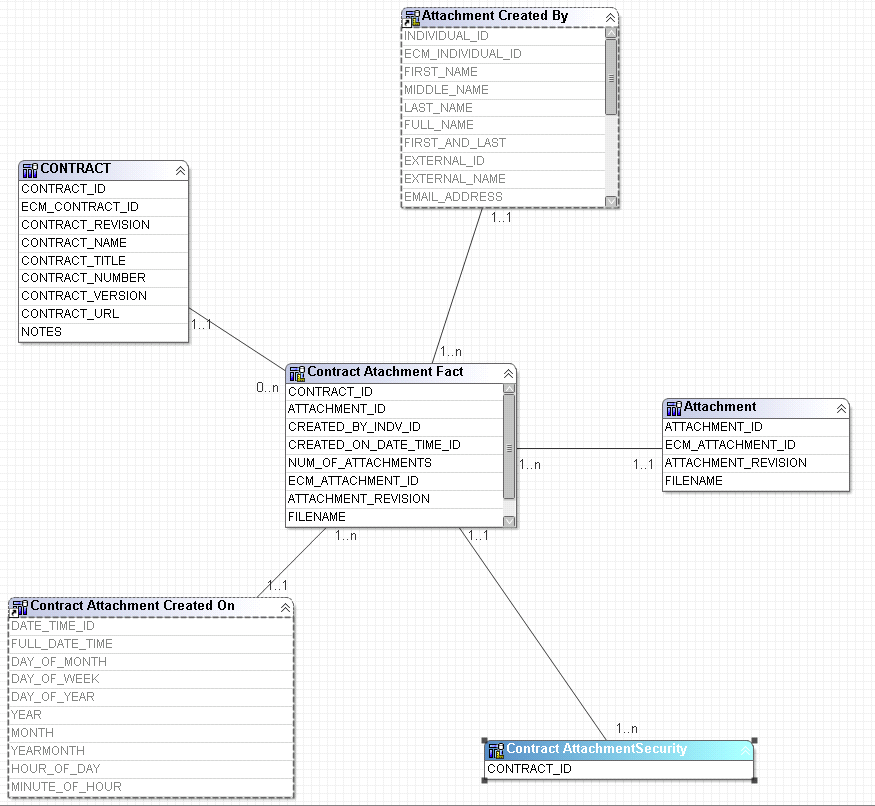 Attachment Created By
INDIVIDUAL_ID
ECM_INDIVIDUAL_ID
FIRST_NAME
MIDDLE_NAME
LAST_NAME
FULL_NAME
FIRST_AND_LAST
EXTERNAL_ID
EXTERNAL_NAME
EMAIL_ADDRESS
1..1
1..n
CONTRACT
CONTRACT_ID
ECM_CONTRACT_ID
CONTRACT_REVISION
CONTRACT_NAME
CONTRACT_TITLE
CONTRACT_NUMBER
CONTRACT_VERSION
CONTRACT_URL
NOTES
1..1
0..n
Contract Atachment Fact
CONTRACT_ID
ATTACHMENT_ID
CREATED_BY_INDV_ID
CREATED_ON_DATE_TIME_ID
NUM_OF_ATTACHMENTS
ECM_ATTACHMENT_ID
ATTACHMENT_REVISION
FILENAME
1..n
1..1
Attachment
ATTACHMENT_ID
ECM_ATTACHMENT_ID
ATTACHMENT_REVISION
FILENAME
1..n
1..1
1..1
1..n
Contract Attachment Created On
DATE_TIME_ID
FULL_DATE_TIME
DAY_OF_MONTH
DAY_OF_WEEK
DAY_OF_YEAR
YEAR
MONTH
YEARMONTH
HOUR_OF_DAY
MINUTE_OF_HOUR
Contract AttachmentSecurity
CONTRACT_ID